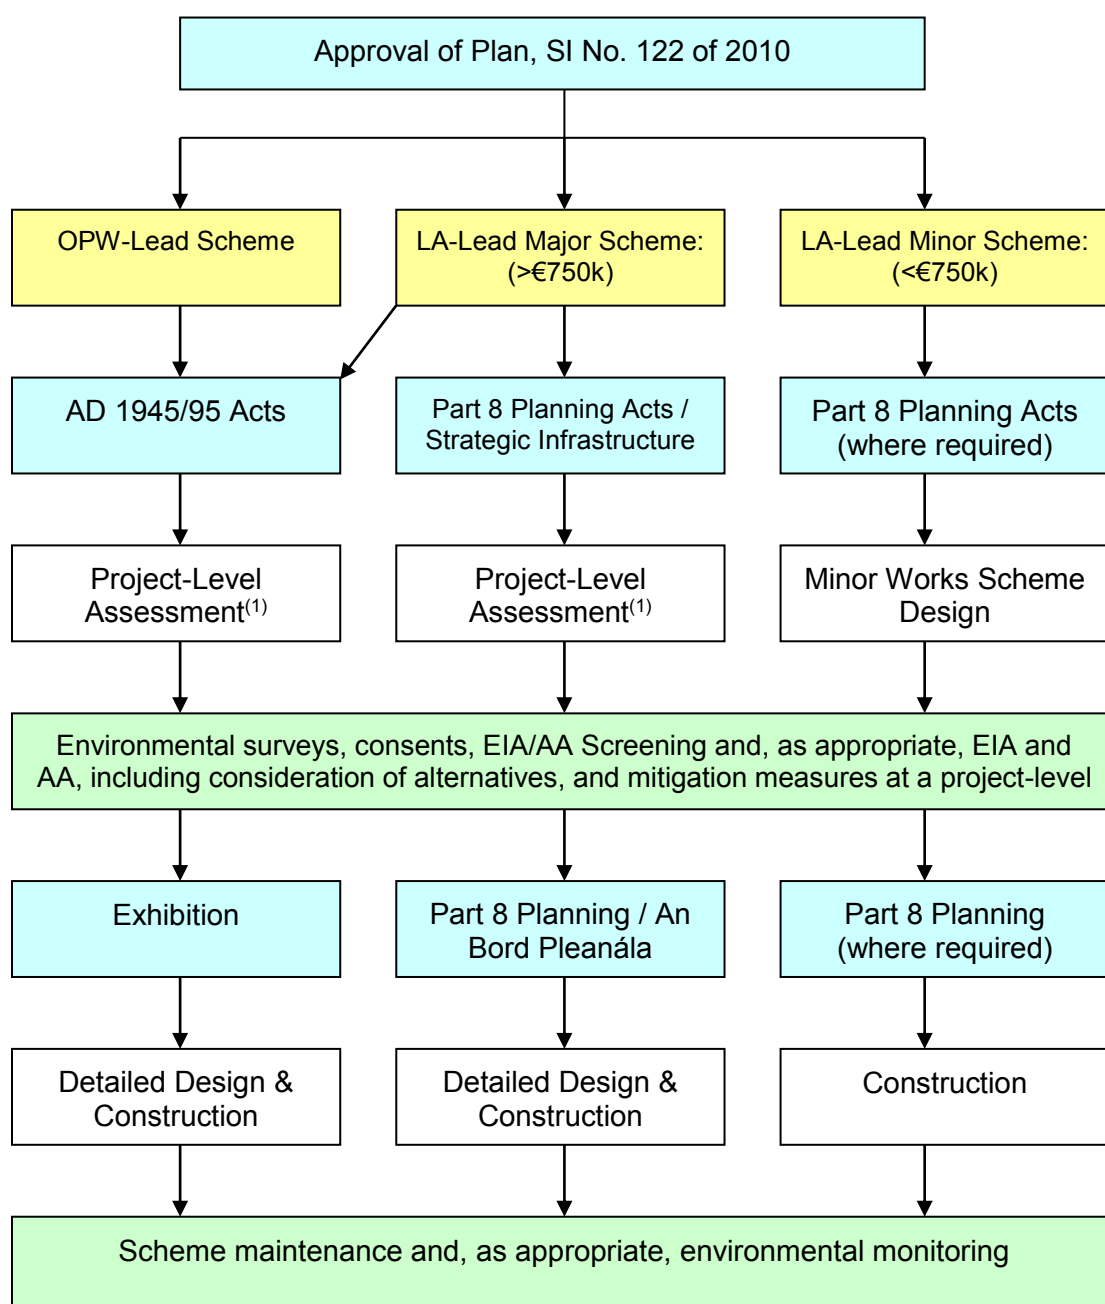 Approval of Plan, SI No. 122 of 2010
OPW-Lead Scheme
LA-Lead Major Scheme:
(>€750k)
LA-Lead Minor Scheme:
(<€750k)
AD 1945/95 Acts
Part 8 Planning Acts /
Strategic Infrastructure
Part 8 Planning Acts
(where required)
Project-Level
Assessment(1)
Project-Level
Assessment(1)
Minor Works Scheme
Design
Environmental surveys, consents, EIA/AA Screening and, as appropriate, EIA and
AA, including consideration of alternatives, and mitigation measures at a project-level
Exhibition
Part 8 Planning / An
Bord Pleanála
Part 8 Planning
(where required)
Detailed Design &
Construction
Detailed Design &
Construction
Construction
Scheme maintenance and, as appropriate, environmental monitoring